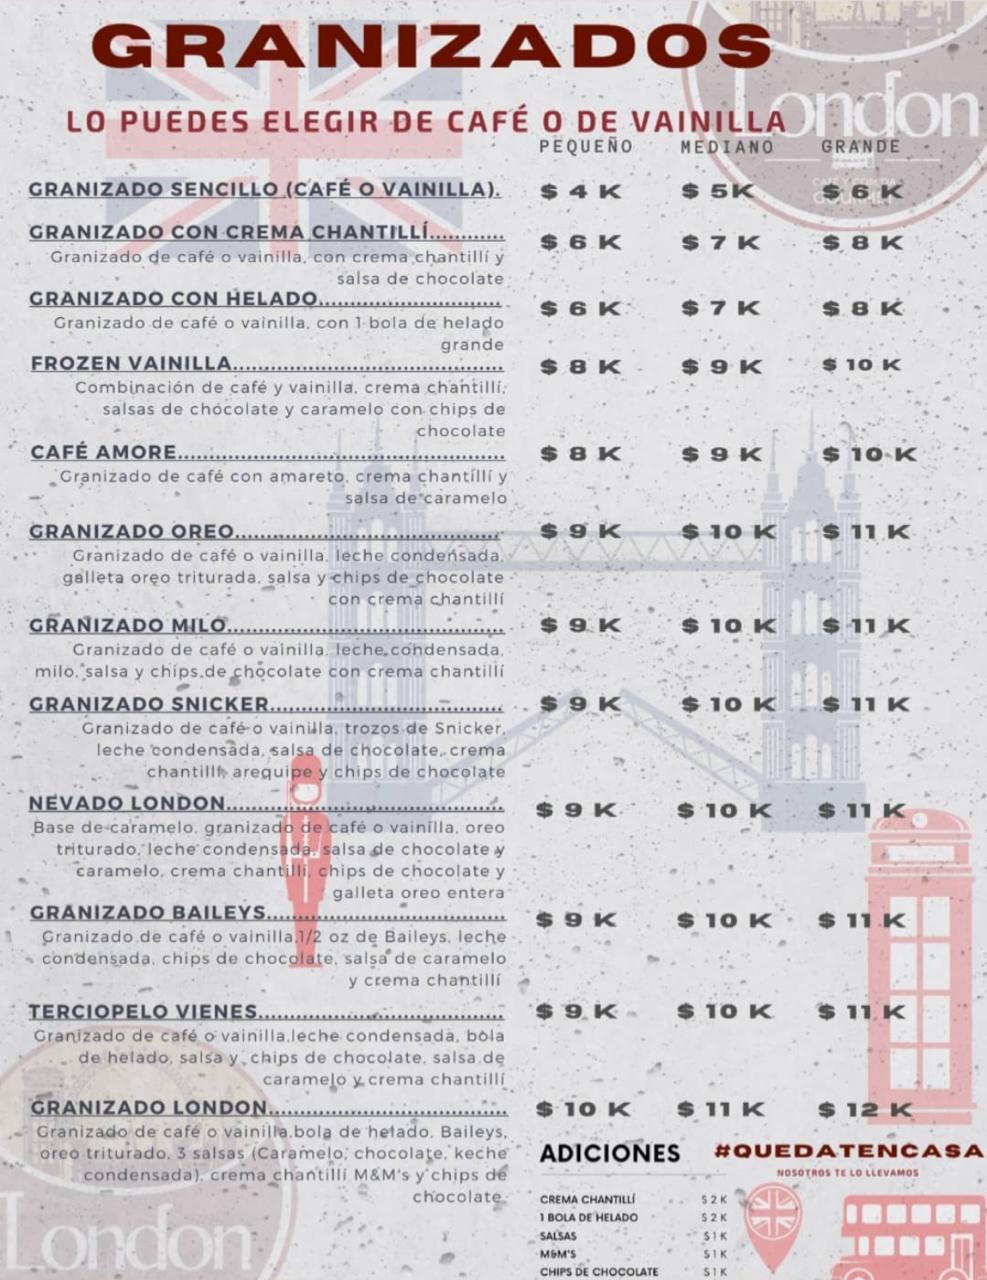 GRANIZADOS
LO PUEDES ELEGIR DE CAFÉ O DE VAINILLA
PEQUEÑO MEDIANO GRANDE
London
GRANIZADO SENCILLO (CAFÉ O VAINILLA). $ 4 K $ 5K $ 6 K
GRANIZADO CON CREMA CHANTILLÍ........... $ 6 K $ 7 K $ 8 K
Granizado de café o vainilla, con crema chantillí y
salsa de chocolate
GRANIZADO CON HELADO............................. $ 6 K $ 7 K $ 8 K
Granizado de café o vainilla, con 1 bola de helado
grande
FROZEN VAINILLA........................................... $ 8 K $ 9 K $ 10 K
Combinación de café y vainilla, crema chantillí,
salsas de chocolate y caramelo con chips de
chocolate
CAFÉ AMORE.................................................... $ 8 K $ 9 K $ 10 K
Granizado de café con amareto, crema chantillí y
salsa de caramelo
GRANIZADO OREO........................................... $ 9 K $ 10 K $ 11 K
Granizado de café o vainilla, leche condensada,
galleta oreo triturada, salsa y chips de chocolate
con crema chantillí
GRANIZADO MILO............................................ $ 9 K $ 10 K $ 11 K
Granizado de café o vainilla, leche condensada,
milo, salsa y chips de chocolate con crema chantillí
GRANIZADO SNICKER..................................... $ 9 K $ 10 K $ 11 K
Granizado de café o vainilla, trozos de Snicker,
leche condensada, salsa de chocolate, crema
chantillí, arequipe y chips de chocolate
NEVADO LONDON............................................ $ 9 K $ 10 K $ 11 K
Base de caramelo, granizado de café o vainilla, oreo
triturado, leche condensada, salsa de chocolate y
caramelo, crema chantillí, chips de chocolate y
galleta oreo entera
GRANIZADO BAILEYS...................................... $ 9 K $ 10 K $ 11 K
Granizado de café o vainilla,1/2 oz de Baileys, leche
condensada, chips de chocolate, salsa de caramelo
y crema chantillí
TERCIOPELO VIENES....................................... $ 9 K $ 10 K $ 11 K
Granizado de café o vainilla,leche condensada, bola
de helado, salsa y chips de chocolate, salsa de
caramelo y crema chantillí
GRANIZADO LONDON..................................... $ 10 K $ 11 K $ 12 K
Granizado de café o vainilla,bola de helado, Baileys,
oreo triturado, 3 salsas (Caramelo, chocolate, keche
condensada), crema chantillí M&M's y chips de
chocolate.
London
ADICIONES
CREMA CHANTILLÍ $ 2 K
1 BOLA DE HELADO $ 2 K
SALSAS $ 1 K
M&M'S $ 1 K
CHIPS DE CHOCOLATE $ 1 K
#QUEDATENCASA
NOSOTROS TE LO LLEVAMOS